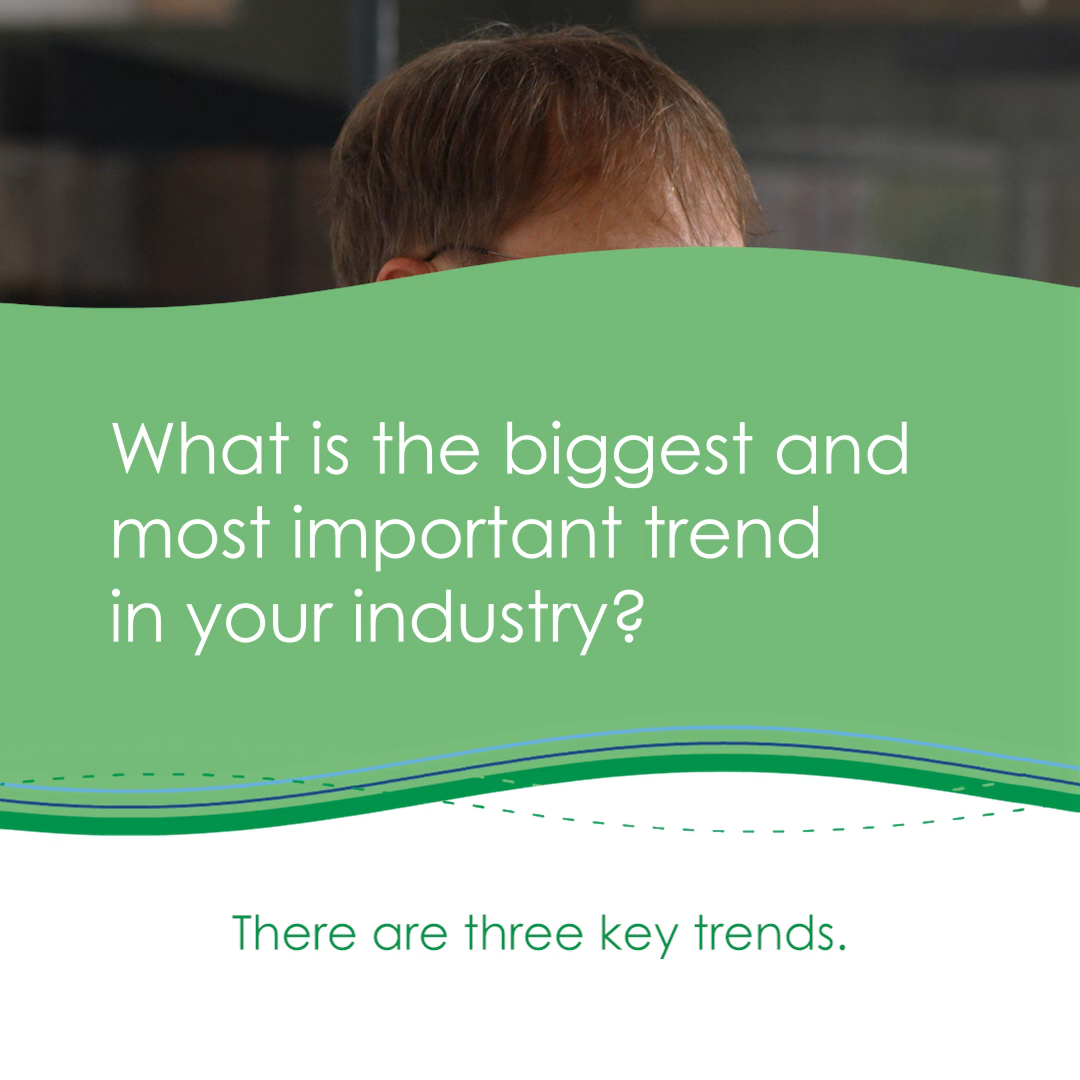 What is the biggest and
most important trend
in your industry?
There are three key trends.